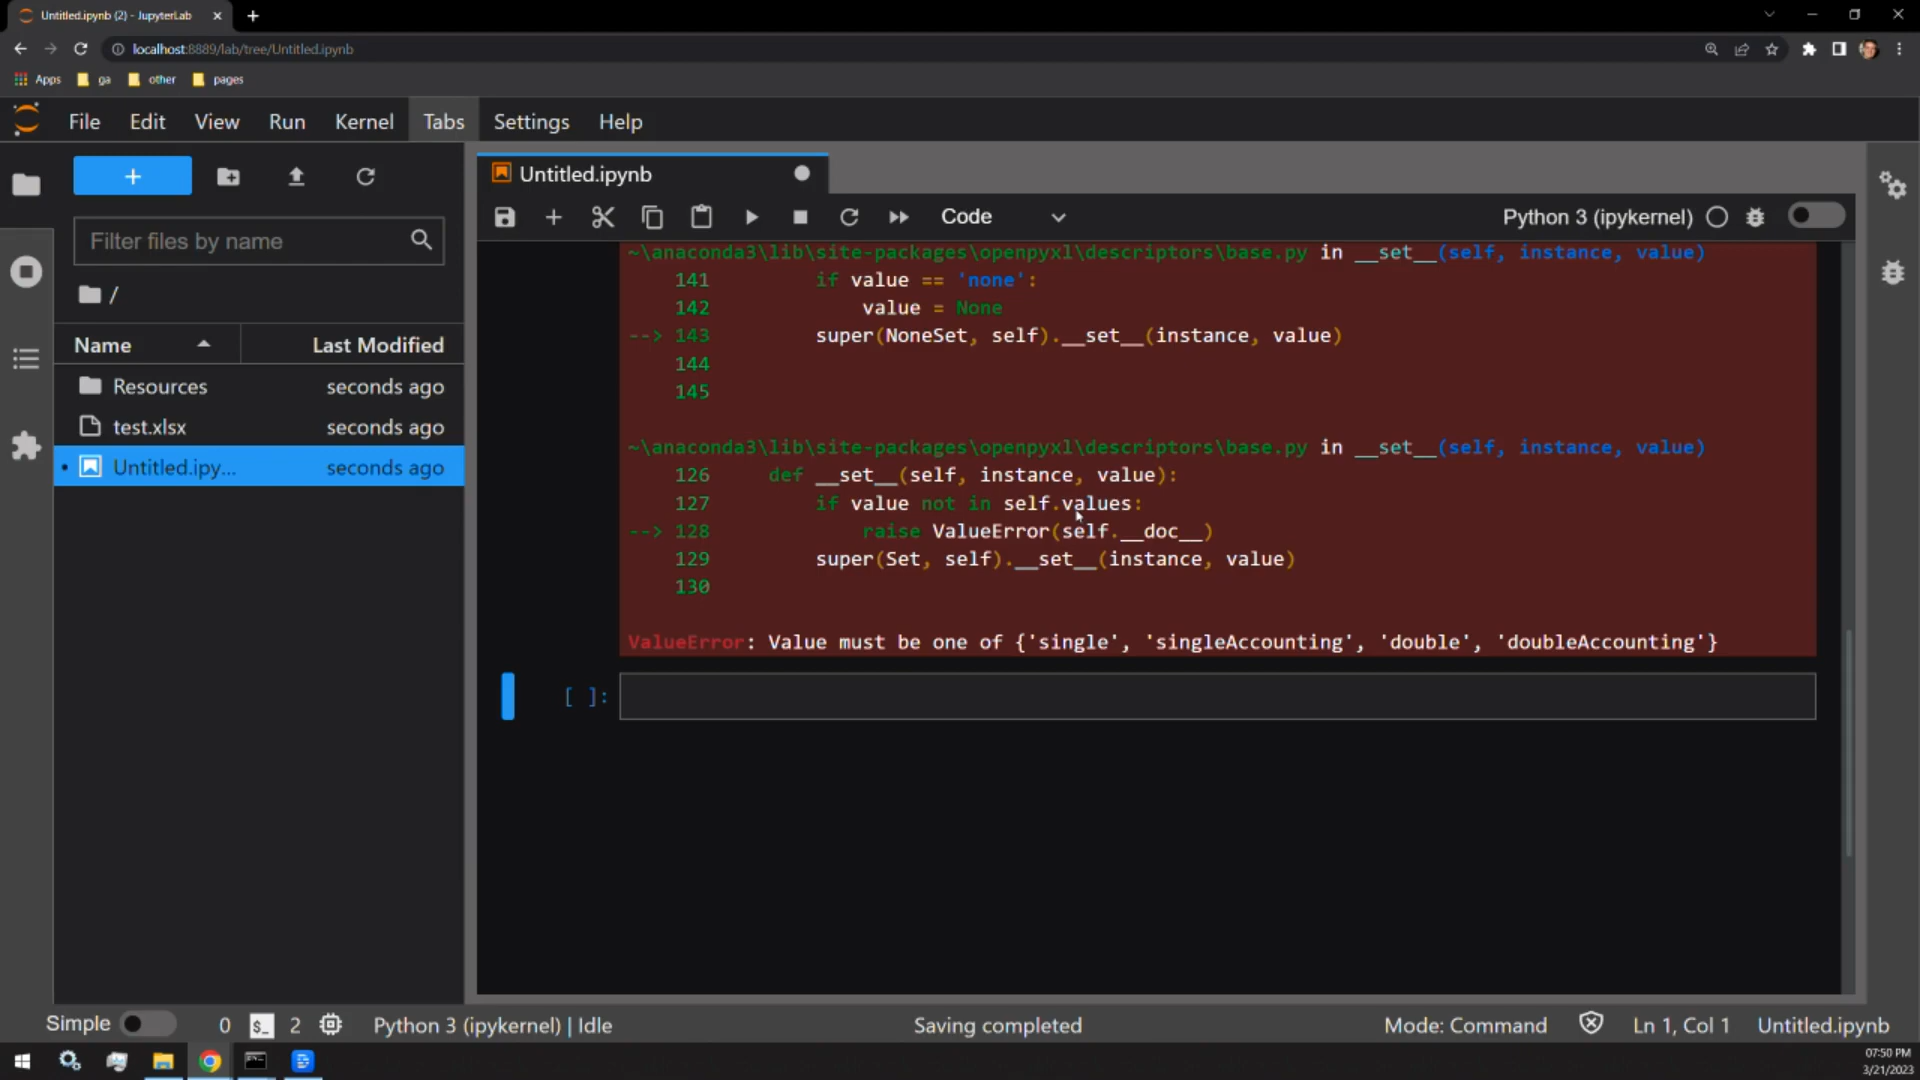 Untitled.ipynb (2) - JupyterLab
localhost:8889/lab/tree/Untitled.ipynb
Apps ga other pages
File Edit View Run Kernel Tabs Settings Help
Untitled.ipynb
Filter files by name
Code
Python 3 (ipykernel)
/
Name Last Modified
Resources seconds ago
test.xlsx seconds ago
Untitled.ipy... seconds ago
~\anaconda3\lib\site-packages\openpyxl\descriptors\base.py in __set__(self, instance, value)
141 if value == 'none':
142 value = None
--> 143 super(NoneSet, self).__set__(instance, value)
144
145
~\anaconda3\lib\site-packages\openpyxl\descriptors\base.py in __set__(self, instance, value)
126 def __set__(self, instance, value):
127 if value not in self.values:
--> 128 raise ValueError(self.__doc__)
129 super(Set, self).__set__(instance, value)
130
ValueError: Value must be one of {'single', 'singleAccounting', 'double', 'doubleAccounting'}
[ ]:
Simple 0 $_ 2 Python 3 (ipykernel) | Idle Saving completed Mode: Command Ln 1, Col 1 Untitled.ipynb
07:50 PM
3/21/2023